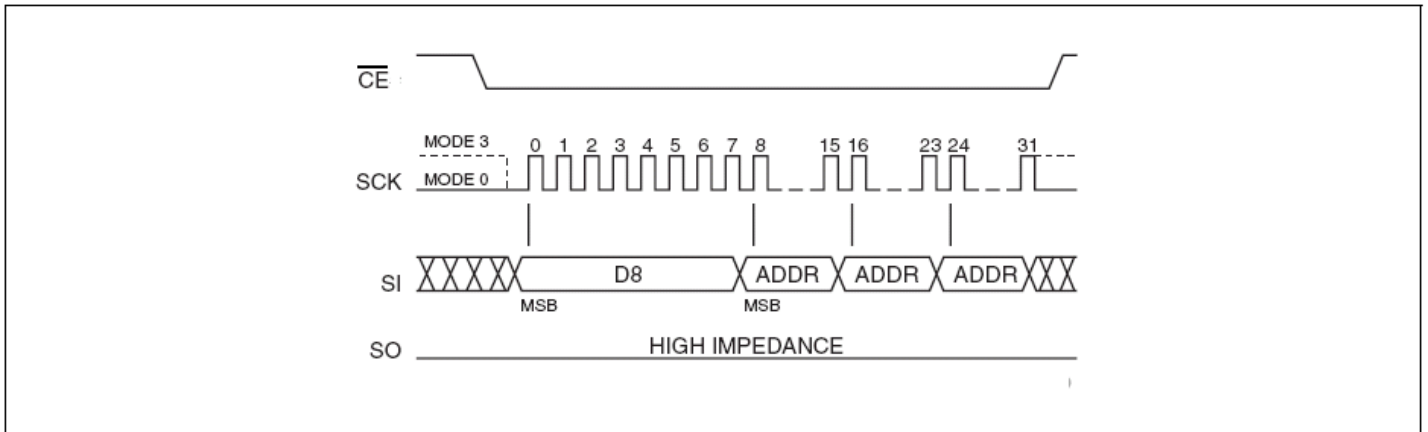 CE
MODE 3
0 1 2 3 4 5 6 7 8 15 16 23 24 31
SCK MODE 0
SI D8 ADDR ADDR ADDR
MSB MSB
SO HIGH IMPEDANCE